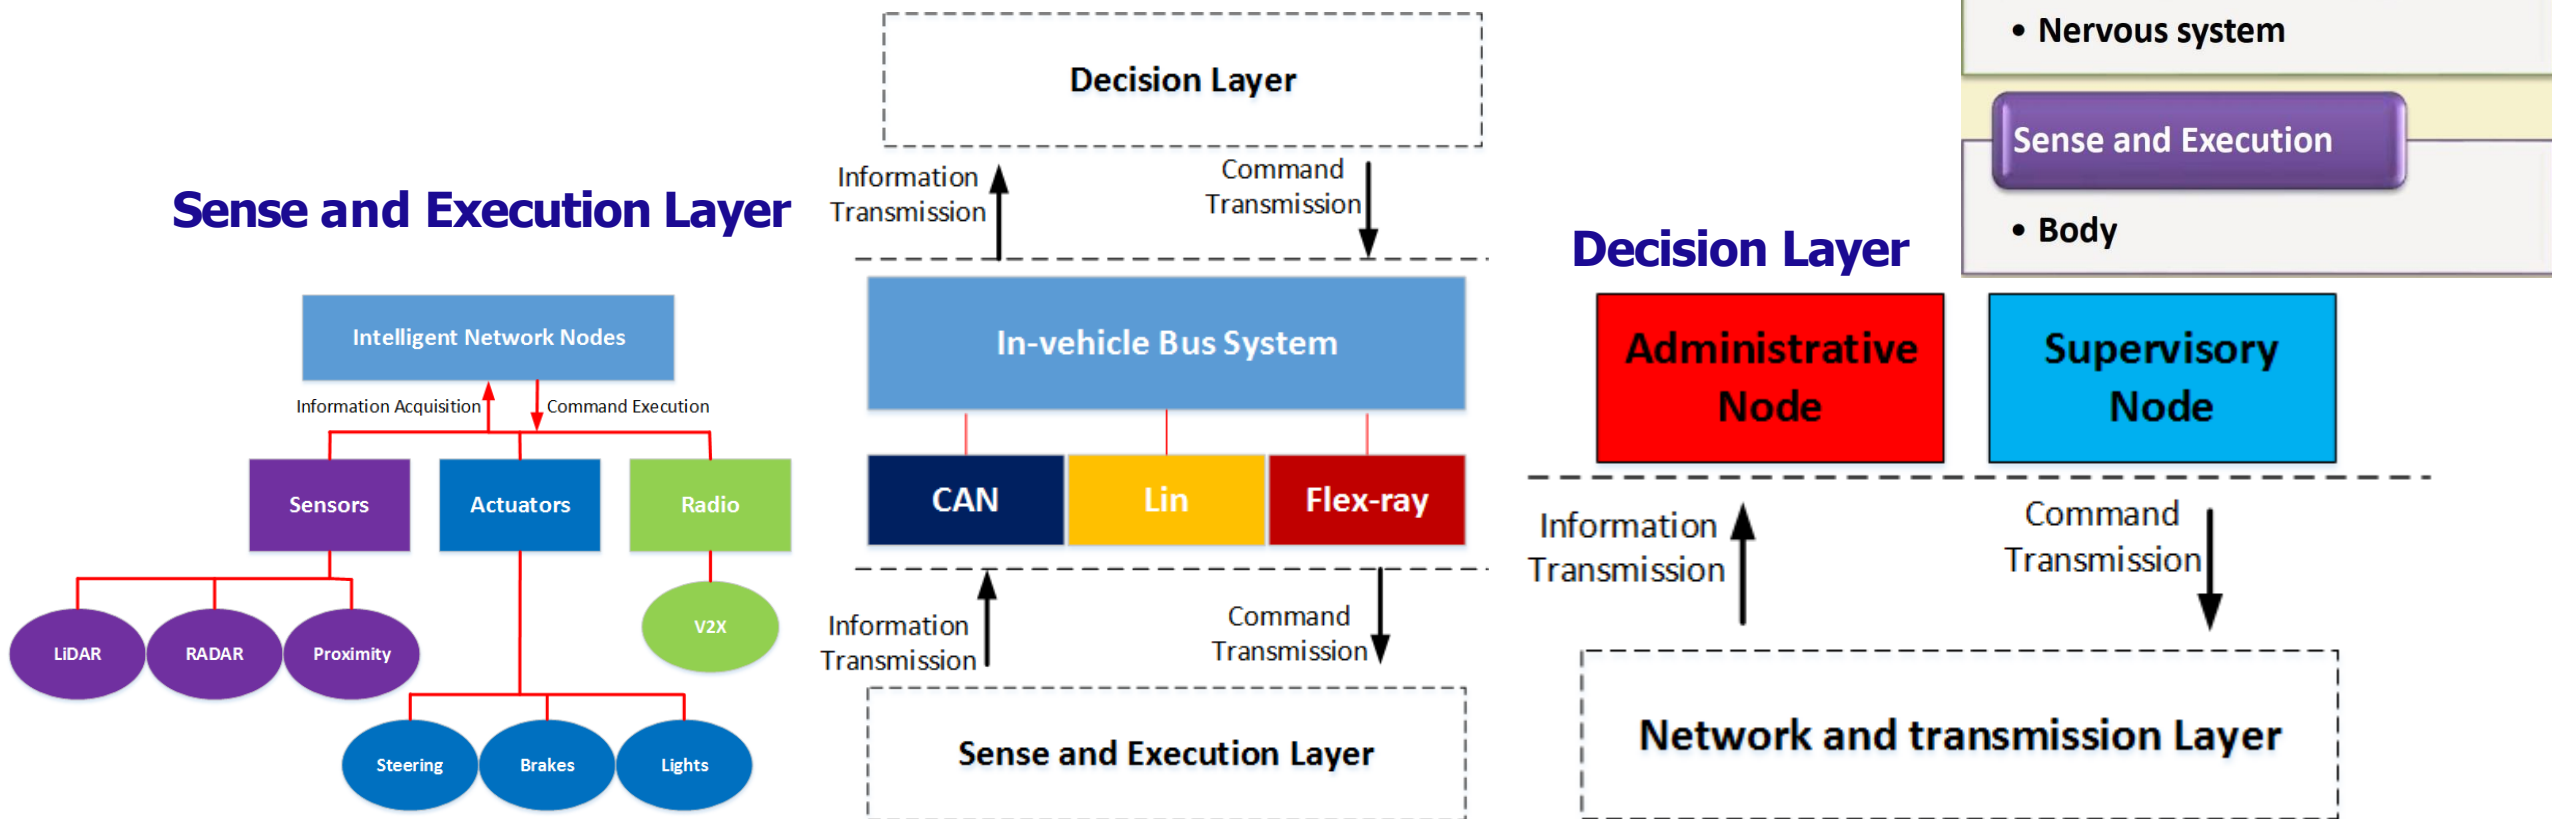 Sense and Execution Layer
Intelligent Network Nodes
Information Acquisition
Command Execution
Sensors
Actuators
Radio
LiDAR
RADAR
Proximity
V2X
Steering
Brakes
Lights
Decision Layer
Information
Transmission
Command
Transmission
In-vehicle Bus System
CAN
Lin
Flex-ray
Information
Transmission
Command
Transmission
Sense and Execution Layer
• Nervous system
Sense and Execution
• Body
Decision Layer
Administrative
Node
Supervisory
Node
Information
Transmission
Command
Transmission
Network and transmission Layer